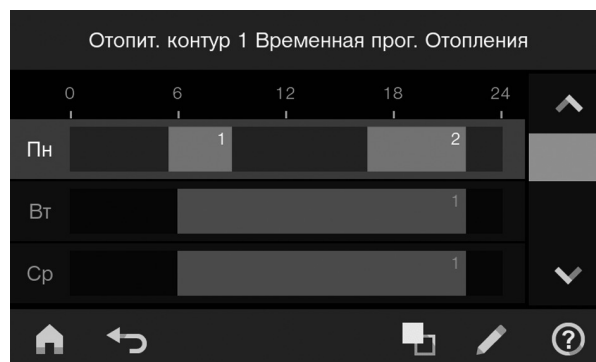 Отопит. контур 1 Временная прог. Отопления
0 6 12 18 24
Пн 1 2
Вт 1
Ср 1
?